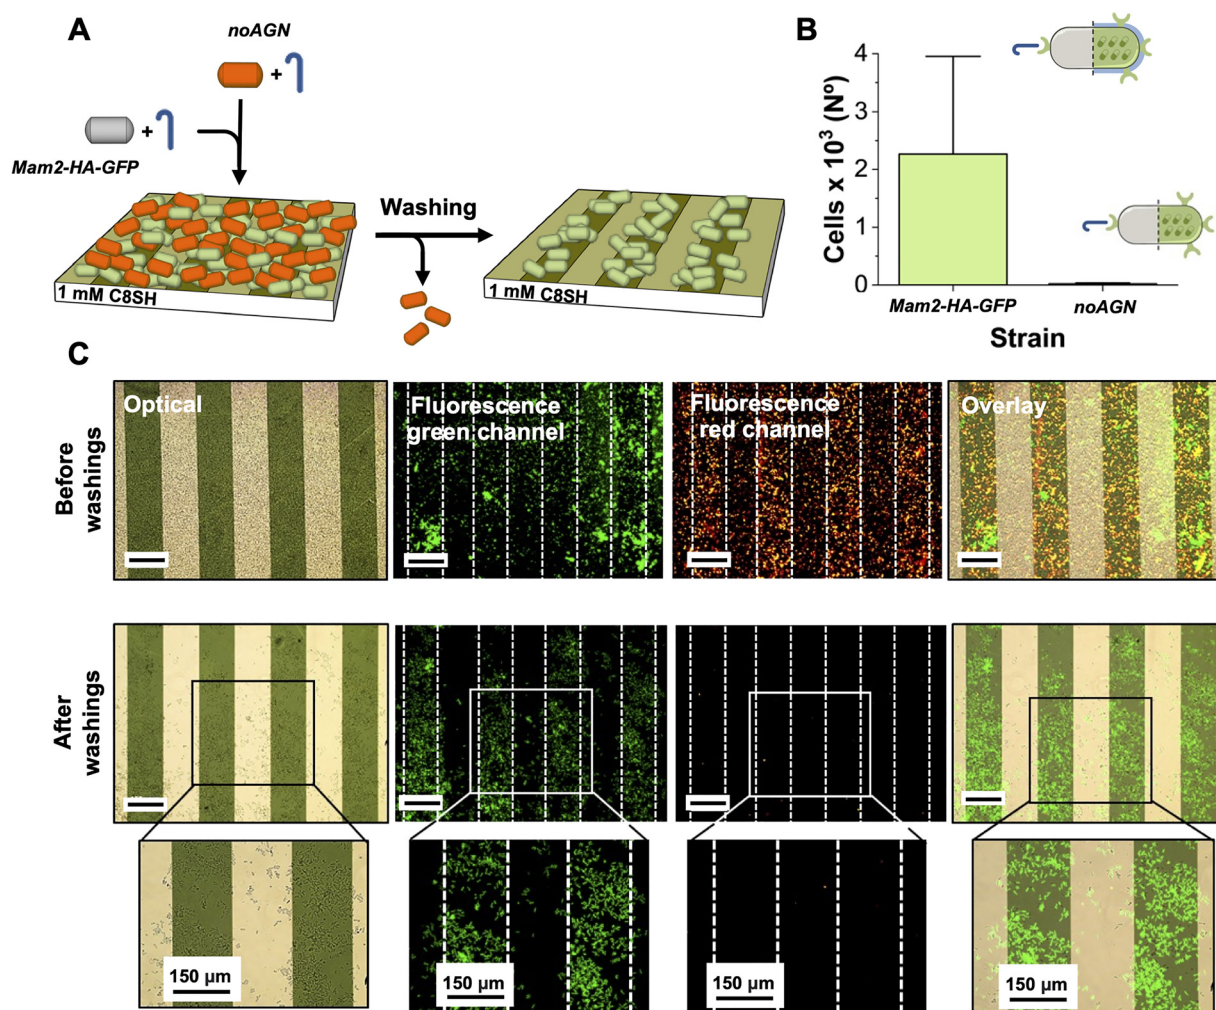 A
noAGN
+
+
Mam2-HA-GFP
Washing
1 mM C8SH
1 mM C8SH
B
Cells x 10³ (Nº)
4
3
2
1
0
Mam2-HA-GFP
noAGN
Strain
C
Before
washings
Optical
Fluorescence
green channel
Fluorescence
red channel
Overlay
After
washings
150 µm
150 µm
150 µm
150 µm